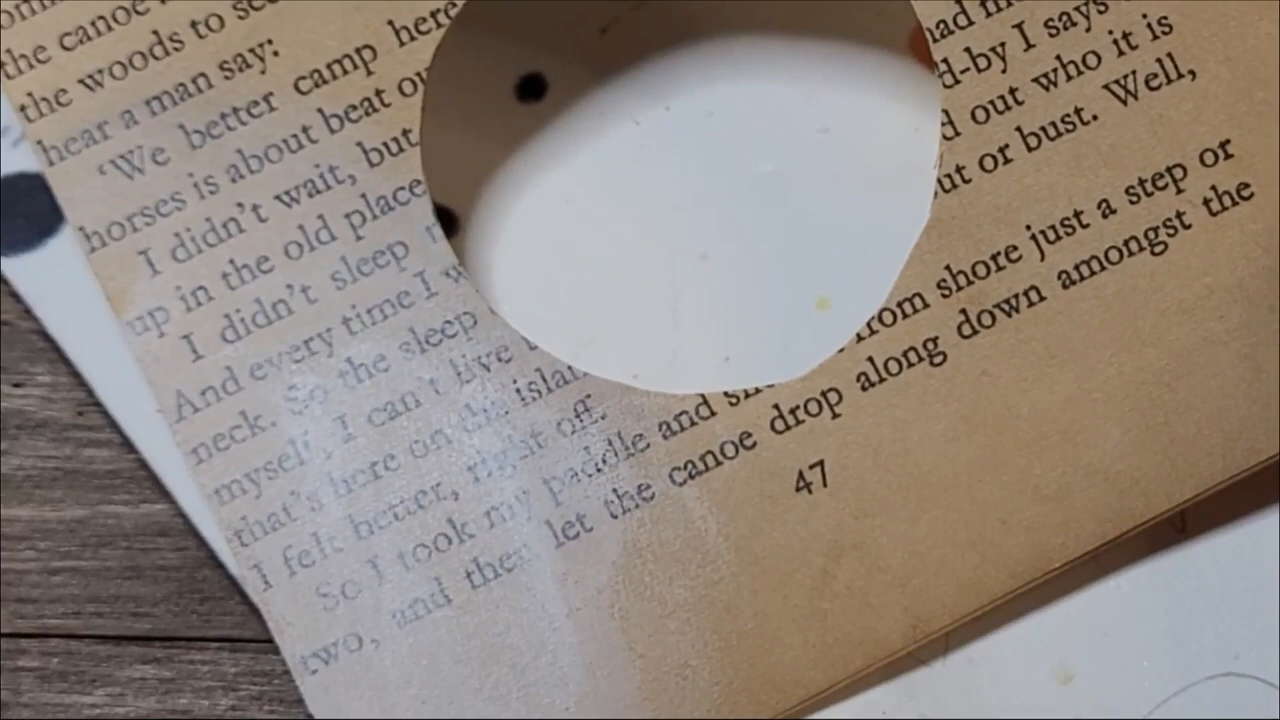 the canoe
the woods to
hear a man say:
'We better camp here
horses is about beat
I didn't wait, but
up in the old place
I didn't sleep
And every time I had
neck. So the sleep d-by I says
myself, I can't live d out who it is
that's here on the ut or bust. Well,
I felt better, right off.
So I took my paddle and from shore just a step or
two, and then let the canoe drop along down amongst the
47